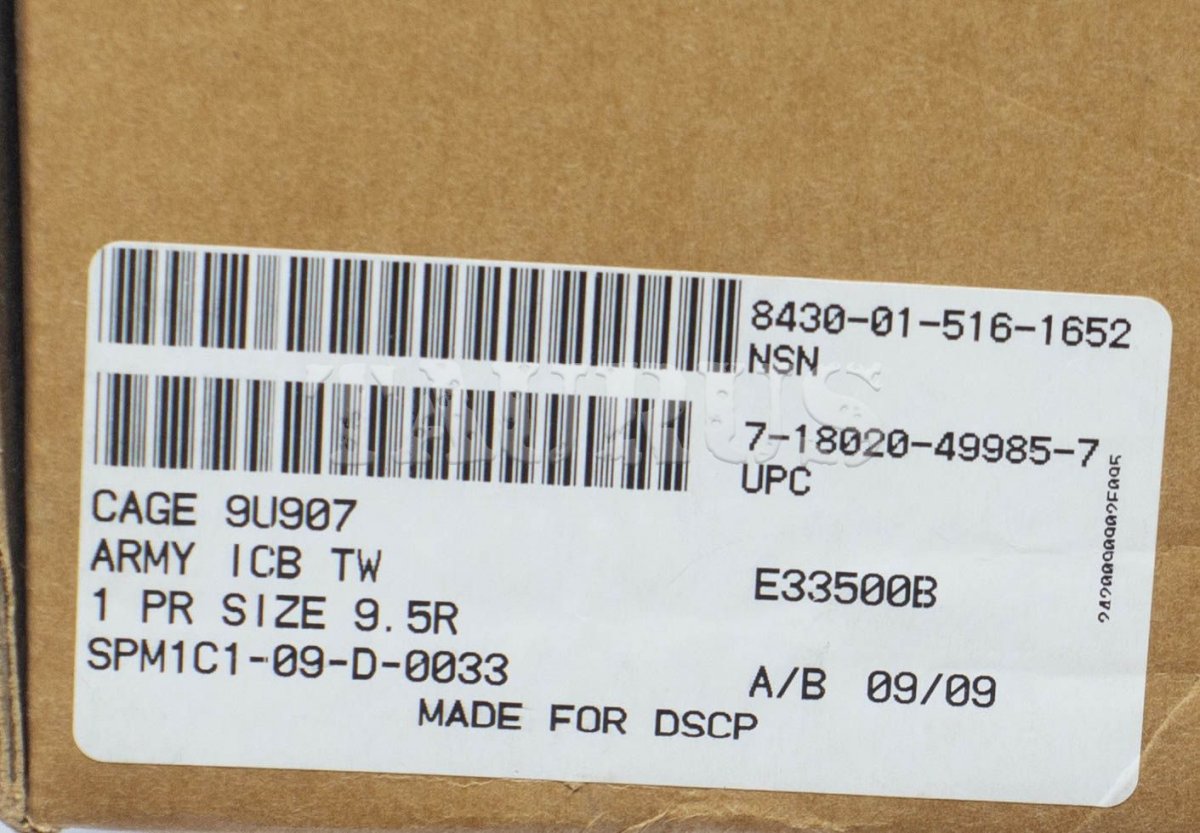 8430-01-516-1652
NSN
TAURUS
7-18020-49985-7
UPC
CAGE 9U907
ARMY ICB TW
1 PR SIZE 9.5R
SPM1C1-09-D-0033
E33500B
A/B 09/09
MADE FOR DSCP